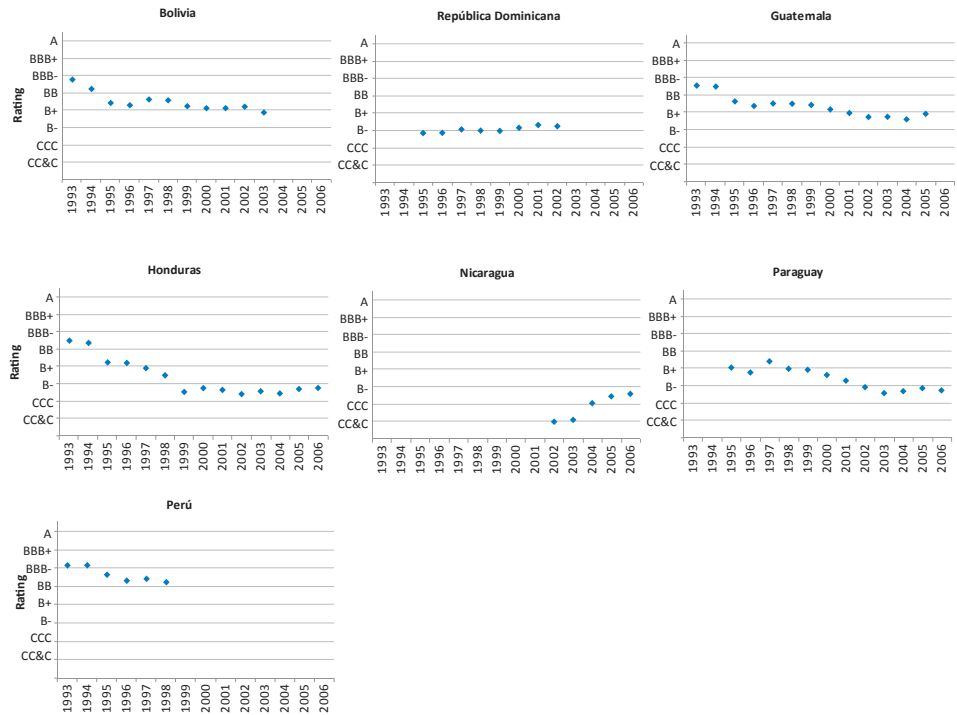 Bolivia
Rating
A
BBB+
BBB-
BB
B+
B-
CCC
CC&C
1993
1994
1995
1996
1997
1998
1999
2000
2001
2002
2003
2004
2005
2006
República Dominicana
A
BBB+
BBB-
BB
B+
B-
CCC
CC&C
1993
1994
1995
1996
1997
1998
1999
2000
2001
2002
2003
2004
2005
2006
Guatemala
A
BBB+
BBB-
BB
B+
B-
CCC
CC&C
1993
1994
1995
1996
1997
1998
1999
2000
2001
2002
2003
2004
2005
2006
Honduras
Rating
A
BBB+
BBB-
BB
B+
B-
CCC
CC&C
1993
1994
1995
1996
1997
1998
1999
2000
2001
2002
2003
2004
2005
2006
Nicaragua
A
BBB+
BBB-
BB
B+
B-
CCC
CC&C
1993
1994
1995
1996
1997
1998
1999
2000
2001
2002
2003
2004
2005
2006
Paraguay
A
BBB+
BBB-
BB
B+
B-
CCC
CC&C
1993
1994
1995
1996
1997
1998
1999
2000
2001
2002
2003
2004
2005
2006
Perú
Rating
A
BBB+
BBB-
BB
B+
B-
CCC
CC&C
1993
1994
1995
1996
1997
1998
1999
2000
2001
2002
2003
2004
2005
2006